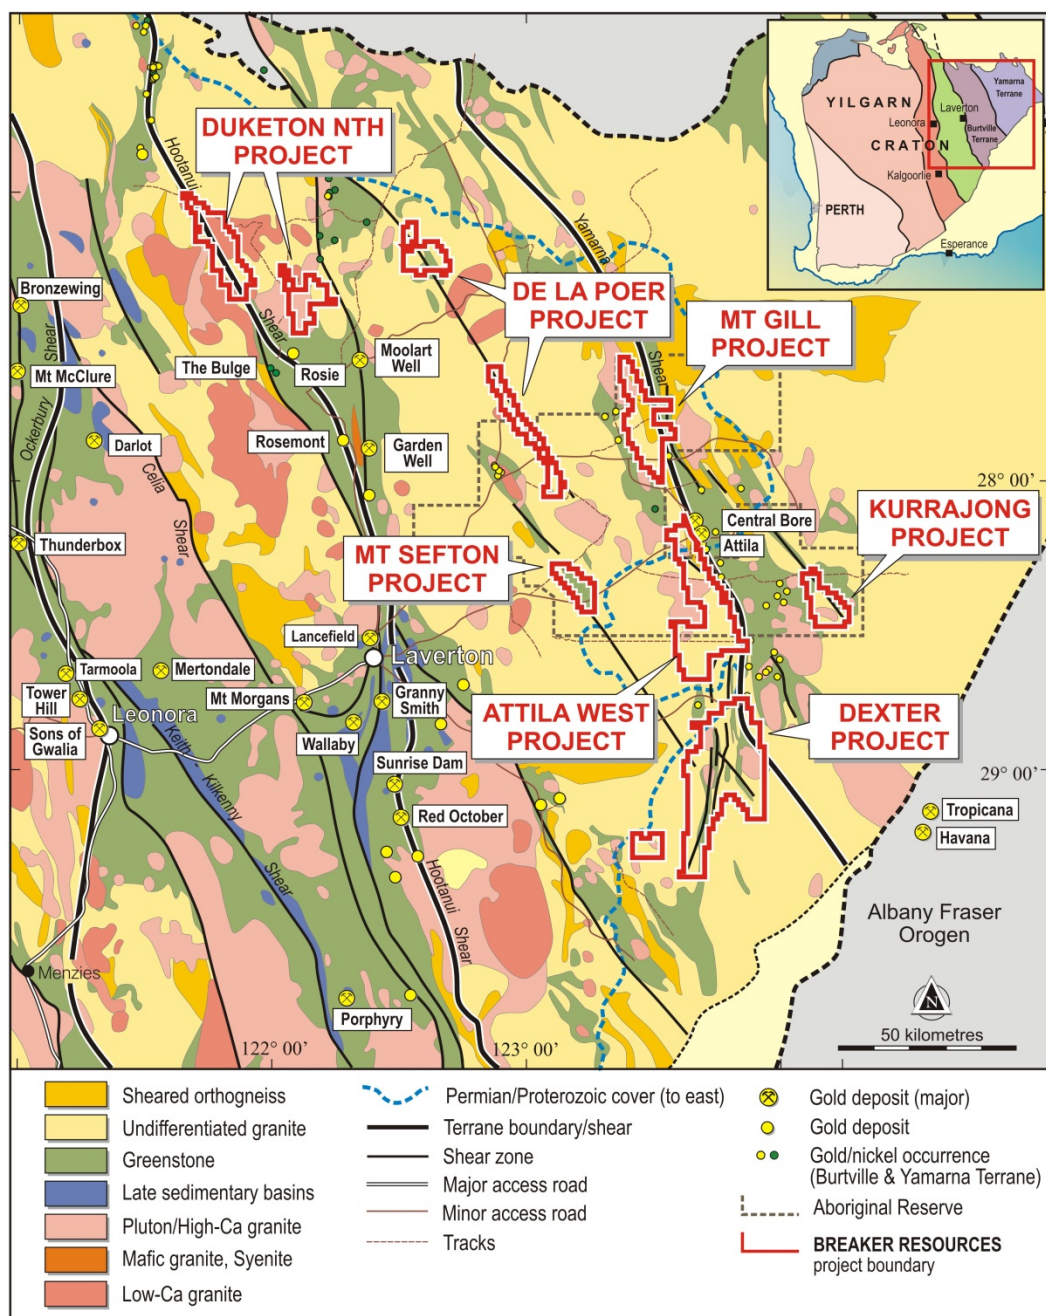 DUKETON NTH
PROJECT
Hootanui
Shear
Yamarna
Shear
YILGARN
CRATON
Leonora
Laverton
Burtville
Terrane
Yamarna
Terrane
Kalgoorlie
PERTH
Esperance
DE LA POER
PROJECT
MT GILL
PROJECT
Bronzewing
Mt McClure
Ockerbury
Shear
Darlot
Celia
Shear
The Bulge
Rosie
Moolart
Well
Rosemont
Garden
Well
28° 00'
Central Bore
Attila
KURRAJONG
PROJECT
MT SEFTON
PROJECT
Thunderbox
Lancefield
Laverton
Tarmoola
Mertondale
Tower
Hill
Mt Morgans
Granny
Smith
Leonora
Sons of
Gwalia
Wallaby
ATTILA WEST
PROJECT
DEXTER
PROJECT
Keith
Kilkenny
Shear
Sunrise Dam
Red October
29° 00'
Tropicana
Havana
Hootanui
Shear
Albany Fraser
Orogen
Menzies
Porphyry
N
50 kilometres
122° 00'
123° 00'
Sheared orthogneiss
Undifferentiated granite
Greenstone
Late sedimentary basins
Pluton/High-Ca granite
Mafic granite, Syenite
Low-Ca granite
Permian/Proterozoic cover (to east)
Terrane boundary/shear
Shear zone
Major access road
Minor access road
Tracks
Gold deposit (major)
Gold deposit
Gold/nickel occurrence
(Burtville & Yamarna Terrane)
Aboriginal Reserve
BREAKER RESOURCES
project boundary